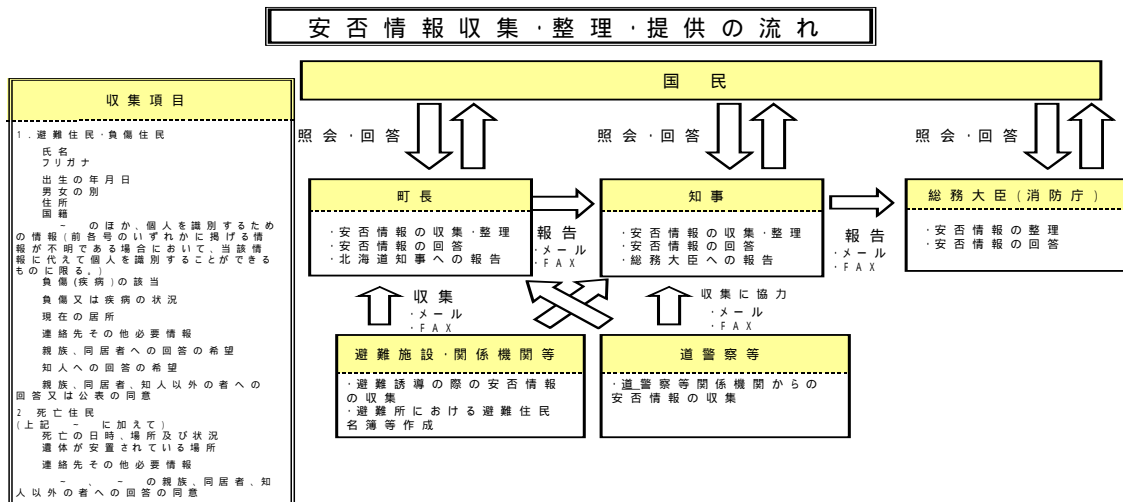 安否情報収集・整理・提供の流れ
収集項目
1．避難住民・負傷住民
氏名
フリガナ
出生の年月日
男女の別
住所
国籍
～　のほか、個人を識別するため
の情報（前各号のいずれかに掲げる情
報が不明である場合において、当該情
報に代えて個人を識別することができる
ものに限る。）
負傷（疾病）の該当
負傷又は疾病の状況
現在の居所
連絡先その他必要情報
親族、同居者への回答の希望
知人への回答の希望
親族、同居者、知人以外の者への
回答又は公表の同意
2　死亡住民
（上記　～　に加えて）
死亡の日時、場所及び状況
遺体が安置されている場所
連絡先その他必要情報
～　、　～　の親族、同居者、知
人以外の者への回答の同意
国民
照会・回答
照会・回答
照会・回答
町長
・安否情報の収集・整理
・安否情報の回答
・北海道知事への報告
報告
・メール
・FAX
知事
・安否情報の収集・整理
・安否情報の回答
・総務大臣への報告
報告
・メール
・FAX
総務大臣（消防庁）
・安否情報の整理
・安否情報の回答
収集
・メール
・FAX
収集に協力
・メール
・FAX
避難施設・関係機関等
・避難誘導の際の安否情報
の収集
・避難所における避難住民
名簿等作成
道警察等
・道警察等関係機関からの
安否情報の収集